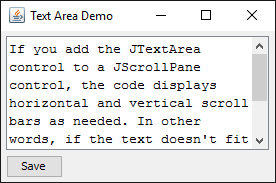 Text Area Demo
If you add the JTextArea
control to a JScrollPane
control, the code displays
horizontal and vertical scroll
bars as needed. In other
words, if the text doesn't fit
Save